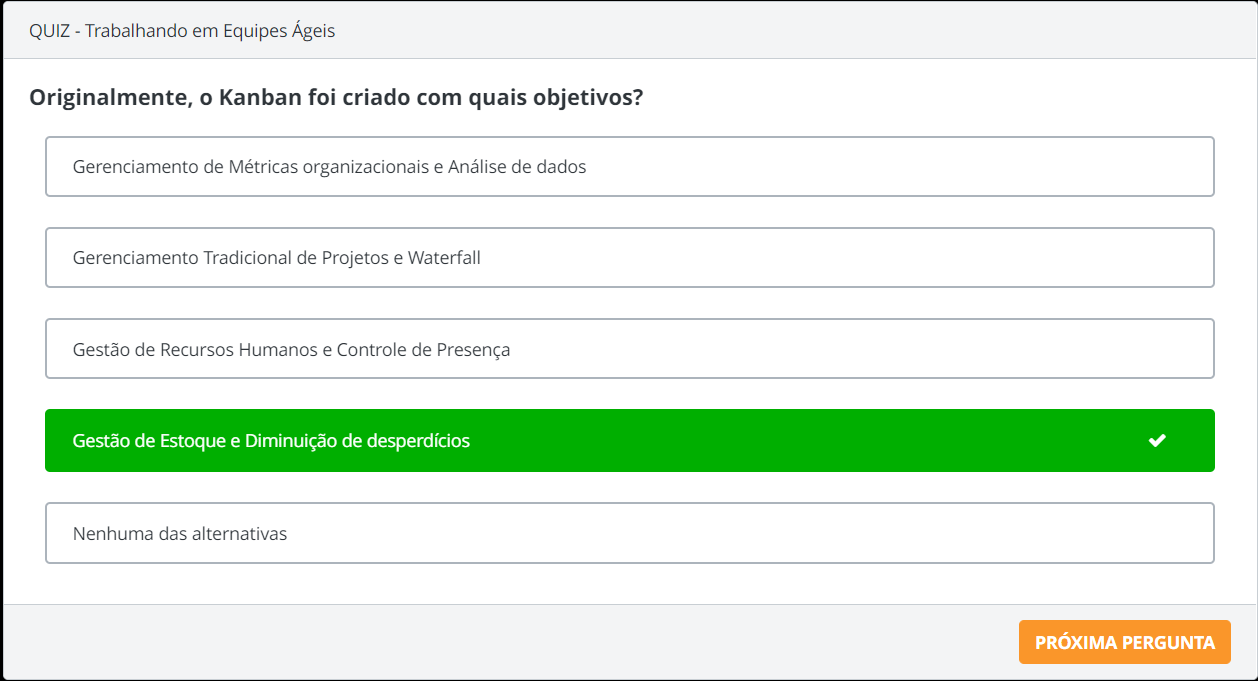 QUIZ - Trabalhando em Equipes Ágeis
Originalmente, o Kanban foi criado com quais objetivos?
Gerenciamento de Métricas organizacionais e Análise de dados
Gerenciamento Tradicional de Projetos e Waterfall
Gestão de Recursos Humanos e Controle de Presença
Gestão de Estoque e Diminuição de desperdícios
Nenhuma das alternativas
PRÓXIMA PERGUNTA